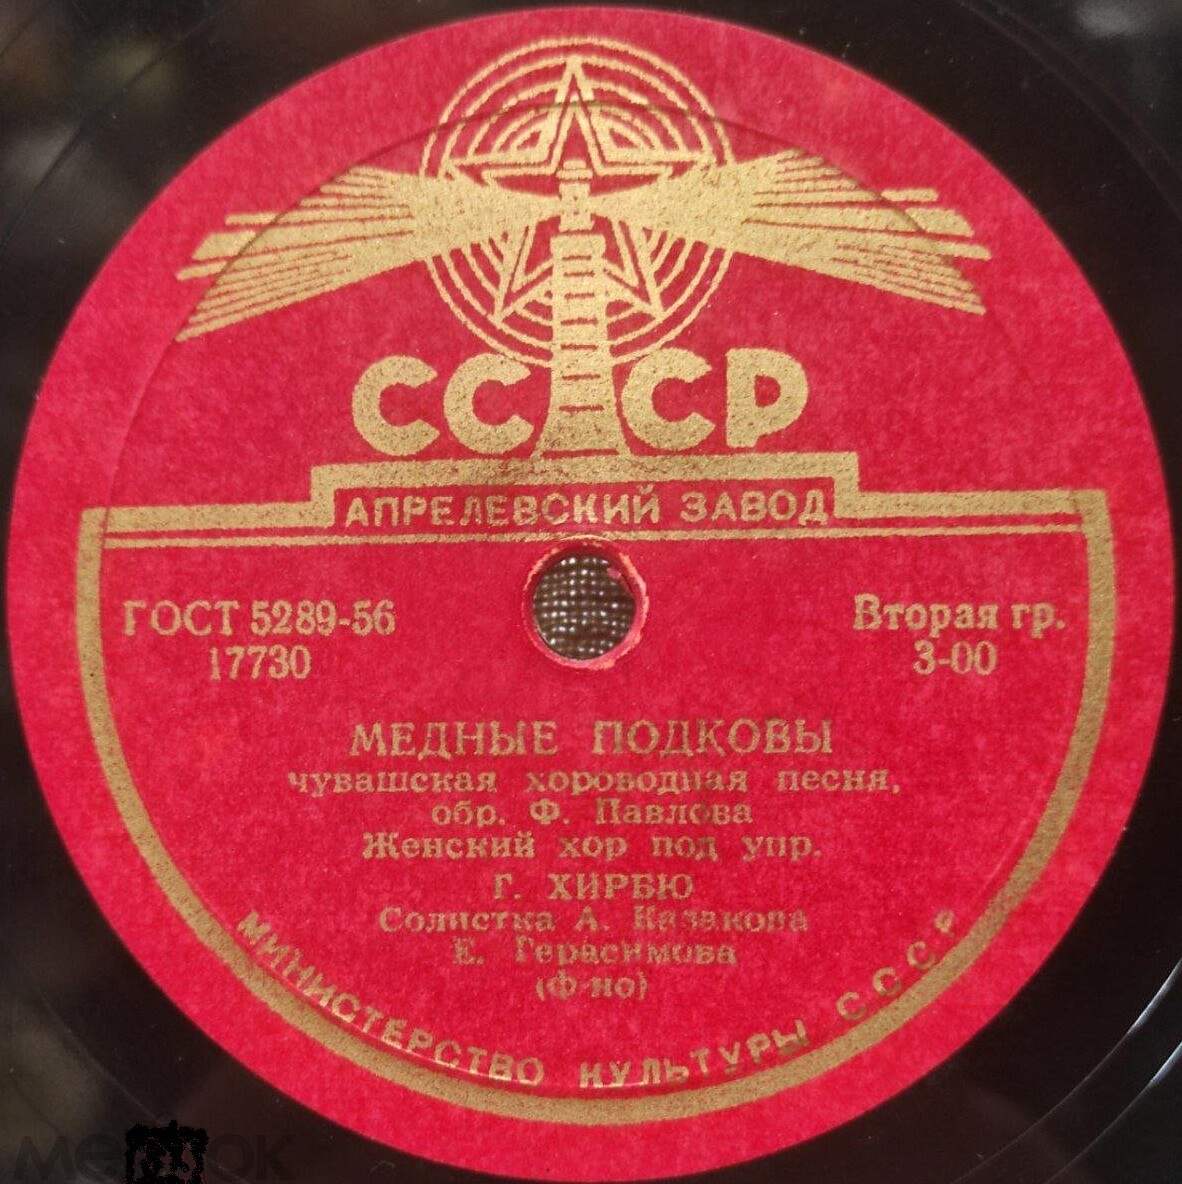 СССР
АПРЕЛЕВСКИЙ ЗАВОД
ГОСТ 5289-56
17730
Вторая гр.
3-00
МЕДНЫЕ ПОДКОВЫ
чувашская хороводная песня,
обр. Ф. Павлова
Женский хор под упр.
Г. ХИРБЮ
Солистка А. Казакова
Е. Герасимова
(ф-но)
МИНИСТЕРСТВО КУЛЬТУРЫ СССР